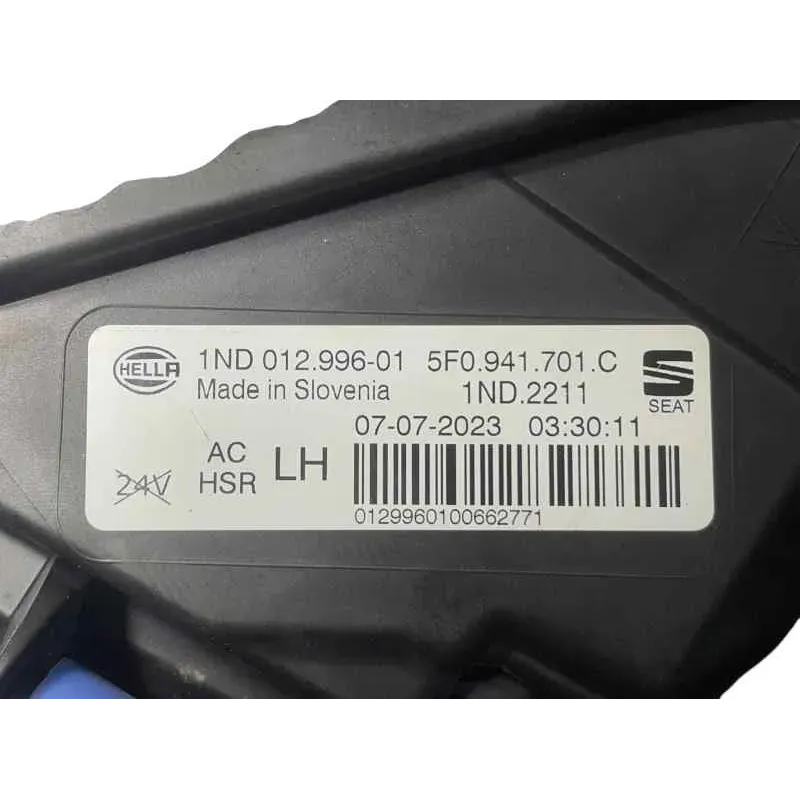 HELLA
1ND 012.996-01 5F0.941.701.C
Made in Slovenia 1ND.2211
SEAT
07-07-2023 03:30:11
AC
HSR
LH
24V
0129960100662771